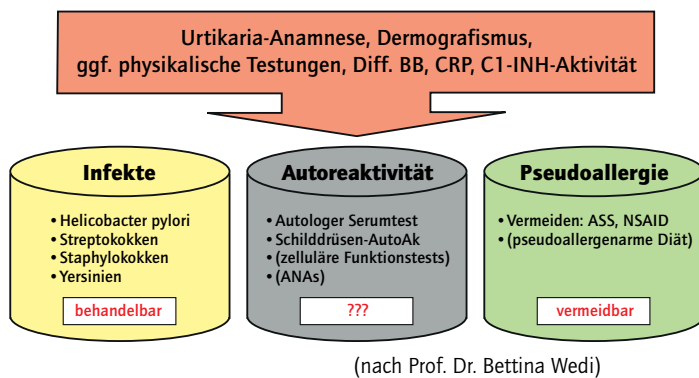 Urtikaria-Anamnese, Dermografismus,
ggf. physikalische Testungen, Diff. BB, CRP, C1-INH-Aktivität
Infekte
• Helicobacter pylori
• Streptokokken
• Staphylokokken
• Yersinien
behandelbar
Autoreaktivität
• Autologer Serumtest
• Schilddrüsen-AutoAk
• (zelluläre Funktionstests)
• (ANAs)
???
Pseudoallergie
• Vermeiden: ASS, NSAID
• (pseudoallergenarme Diät)
vermeidbar
(nach Prof. Dr. Bettina Wedi)